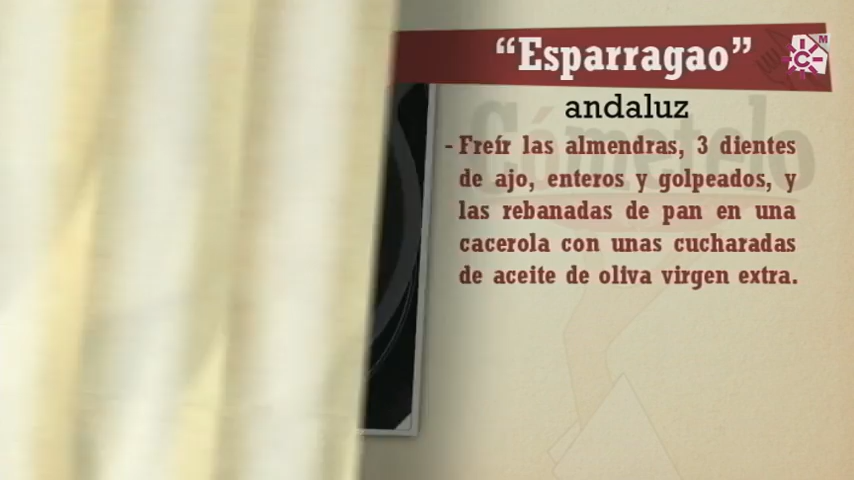 “Esparragao”
andaluz
- Freír las almendras, 3 dientes
de ajo, enteros y golpeados, y
las rebanadas de pan en una
cacerola con unas cucharadas
de aceite de oliva virgen extra.
Cómetelo
M